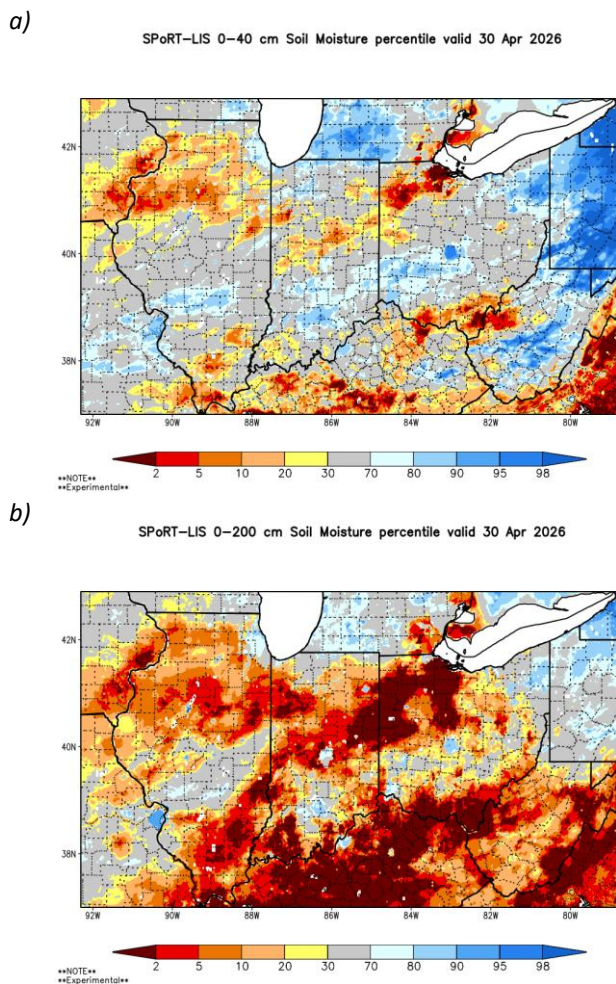 a)
SPoRT-LIS 0-40 cm Soil Moisture percentile valid 30 Apr 2026
42N
40N
38N
92W 90W 88W 86W 84W 82W 80W
2 5 10 20 30 70 80 90 95 98
**NOTE**
**Experimental**
b)
SPoRT-LIS 0-200 cm Soil Moisture percentile valid 30 Apr 2026
42N
40N
38N
92W 90W 88W 86W 84W 82W 80W
2 5 10 20 30 70 80 90 95 98
**NOTE**
**Experimental**